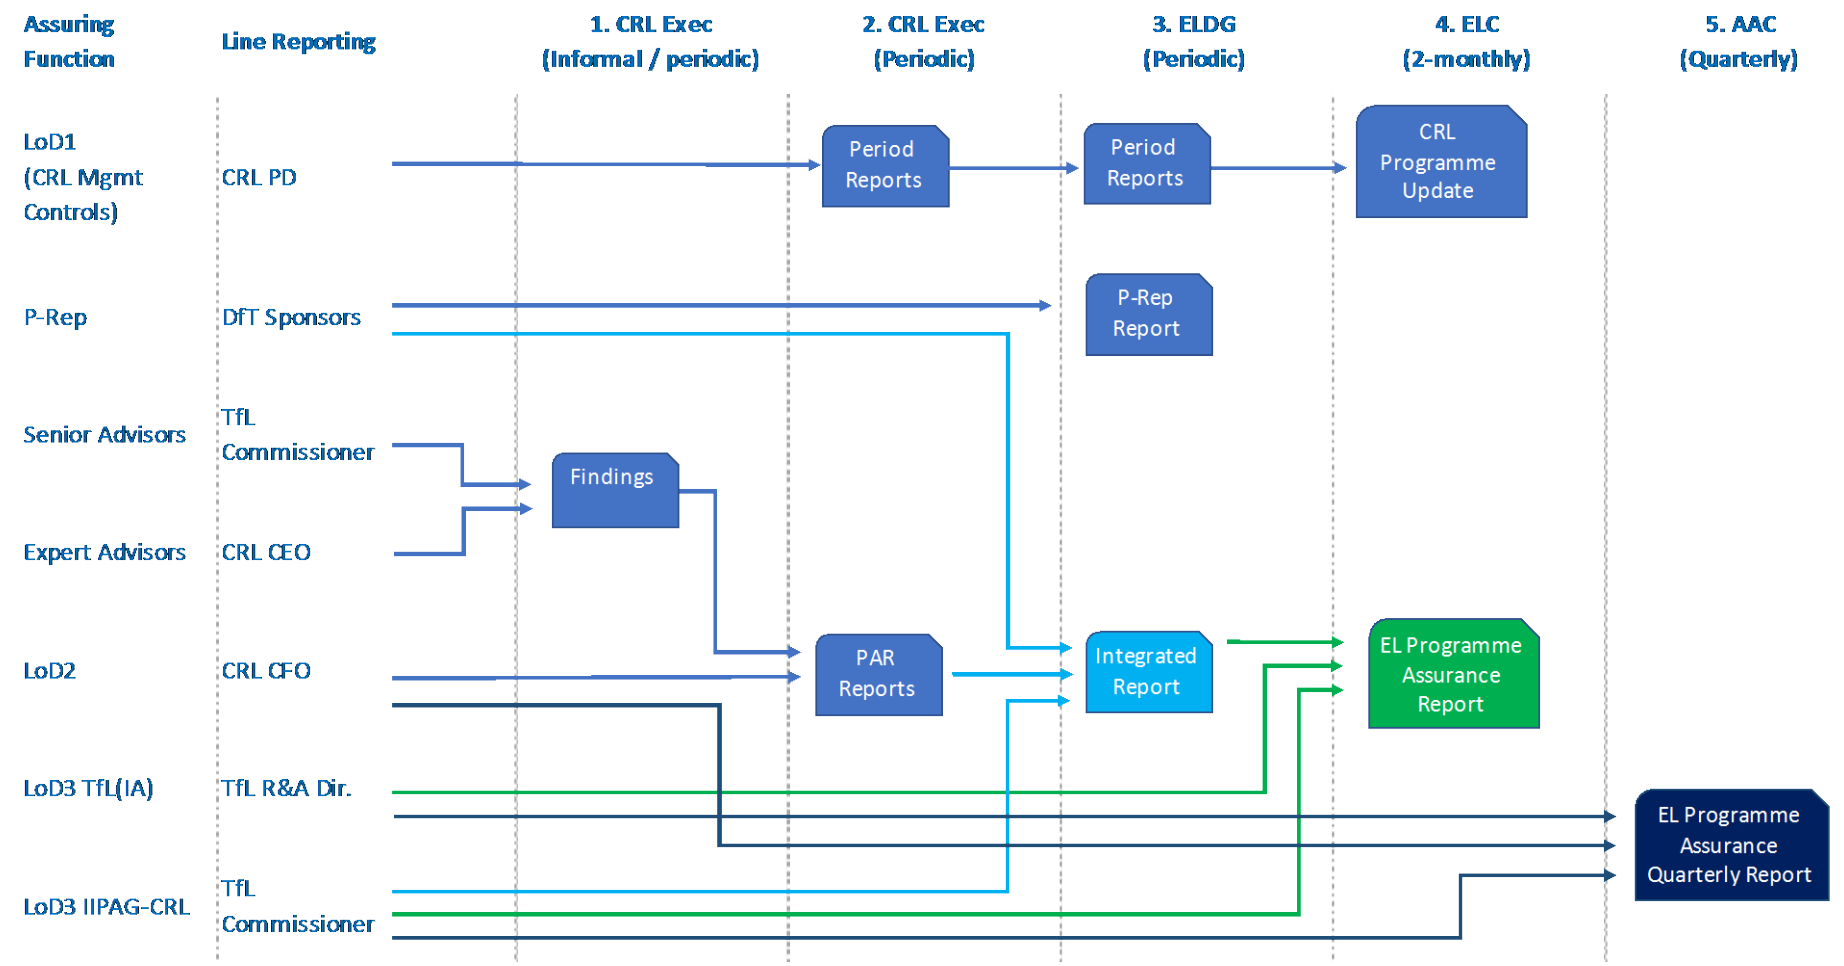 Assuring
Function
Line Reporting
1. CRL Exec
(Informal / periodic)
2. CRL Exec
(Periodic)
3. ELDG
(Periodic)
4. ELC
(2-monthly)
5. AAC
(Quarterly)
LoD1
(CRL Mgmt
Controls)
CRL PD
Period
Reports
Period
Reports
CRL
Programme
Update
P-Rep
DfT Sponsors
P-Rep
Report
Senior Advisors
TfL
Commissioner
Findings
Expert Advisors
CRL CEO
LoD2
CRL CFO
PAR
Reports
Integrated
Report
EL Programme
Assurance
Report
LoD3 TfL(IA)
TfL R&A Dir.
EL Programme
Assurance
Quarterly Report
LoD3 IIPAG-CRL
TfL
Commissioner